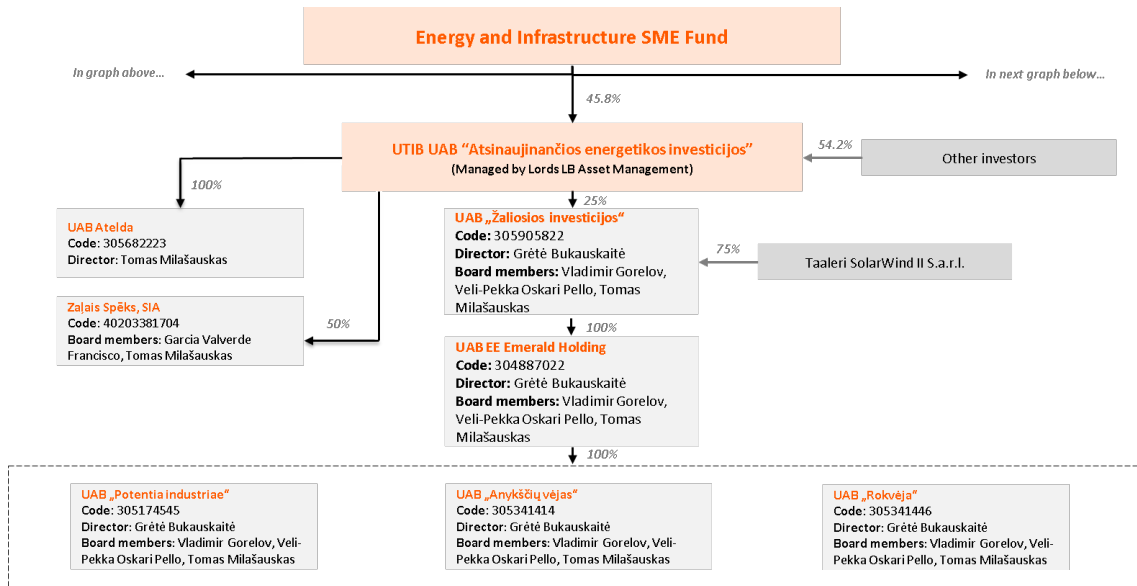 Energy and Infrastructure SME Fund
In graph above...
In next graph below...
45.8%
UTIB UAB “Atsinaujinančios energetikos investicijos”
(Managed by Lords LB Asset Management)
54.2%
Other investors
100%
25%
UAB Atelda
Code: 305682223
Director: Tomas Milašauskas
UAB „Žaliosios investicijos“
Code: 305905822
Director: Grėtė Bukauskaitė
Board members: Vladimir Gorelov,
Veli-Pekka Oskari Pello, Tomas
Milašauskas
75%
Taaleri SolarWind II S.a.r.l.
Zaļais Spēks, SIA
Code: 40203381704
Board members: Garcia Valverde
Francisco, Tomas Milašauskas
50%
100%
UAB EE Emerald Holding
Code: 304887022
Director: Grėtė Bukauskaitė
Board members: Vladimir Gorelov,
Veli-Pekka Oskari Pello, Tomas
Milašauskas
100%
UAB „Potentia industriae“
Code: 305174545
Director: Grėtė Bukauskaitė
Board members: Vladimir Gorelov, Veli-
Pekka Oskari Pello, Tomas Milašauskas
UAB „Anykščių vėjas“
Code: 305341414
Director: Grėtė Bukauskaitė
Board members: Vladimir Gorelov, Veli-
Pekka Oskari Pello, Tomas Milašauskas
UAB „Rokvėja“
Code: 305341446
Director: Grėtė Bukauskaitė
Board members: Vladimir Gorelov, Veli-
Pekka Oskari Pello, Tomas Milašauskas